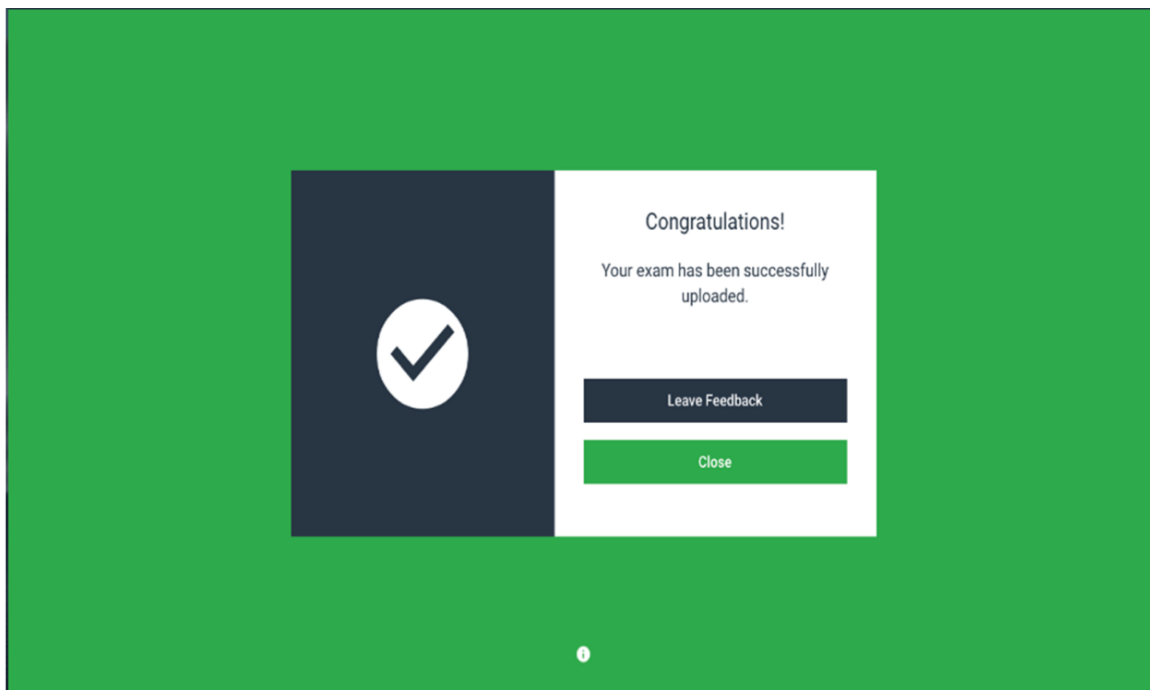 Congratulations!
Your exam has been successfully
uploaded.
Leave Feedback
Close